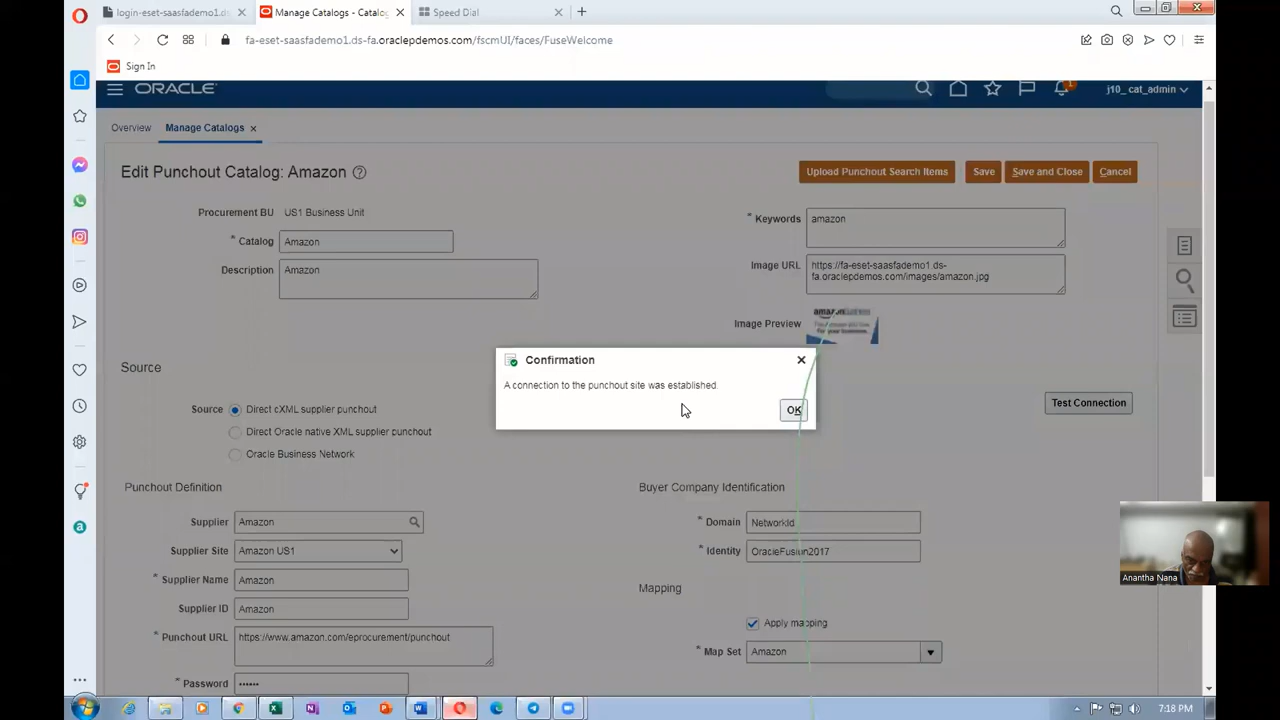 login-eset-saasfademo1.ds
Manage Catalogs - Catalog
Speed Dial
fa-eset-saasfademo1.ds-fa.oraclepdemos.com/fscmUI/faces/FuseWelcome
Sign In
ORACLE
j10_ cat_admin
Overview
Manage Catalogs
Edit Punchout Catalog: Amazon
Upload Punchout Search Items
Save
Save and Close
Cancel
Procurement BU US1 Business Unit
* Catalog Amazon
Description Amazon
* Keywords amazon
Image URL https://fa-eset-saasfademo1.ds-
fa.oraclepdemos.com/images/amazon.jpg
Image Preview
Confirmation
A connection to the punchout site was established.
OK
Source
Source Direct cXML supplier punchout
Direct Oracle native XML supplier punchout
Oracle Business Network
Test Connection
Punchout Definition
Supplier Amazon
Supplier Site Amazon US1
* Supplier Name Amazon
Supplier ID Amazon
* Punchout URL https://www.amazon.com/eprocurement/punchout
* Password ••••••
Buyer Company Identification
* Domain NetworkId
* Identity OracleFusion2017
Mapping
Apply mapping
* Map Set Amazon
Anantha Nana
7:18 PM